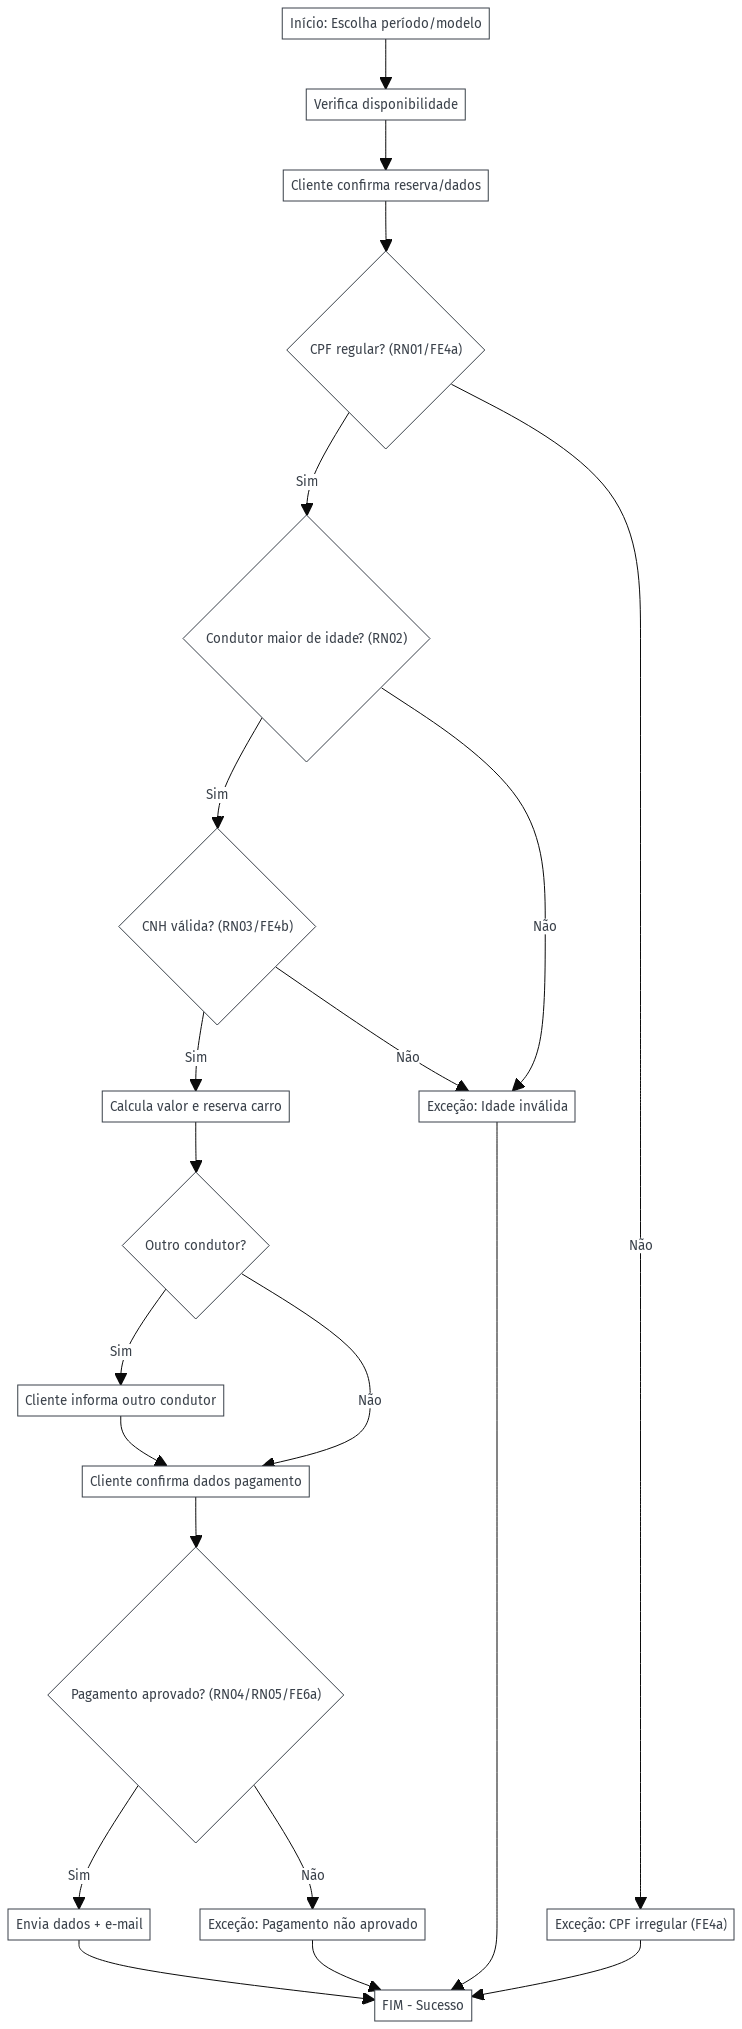 Início: Escolha período/modelo
Verifica disponibilidade
Cliente confirma reserva/dados
CPF regular? (RN01/FE4a)
Sim
Condutor maior de idade? (RN02)
Sim
CNH válida? (RN03/FE4b)
Não
Sim
Não
Calcula valor e reserva carro
Exceção: Idade inválida
Outro condutor?
Não
Sim
Cliente informa outro condutor
Não
Cliente confirma dados pagamento
Pagamento aprovado? (RN04/RN05/FE6a)
Sim
Não
Envia dados + e-mail
Exceção: Pagamento não aprovado
Exceção: CPF irregular (FE4a)
FIM - Sucesso